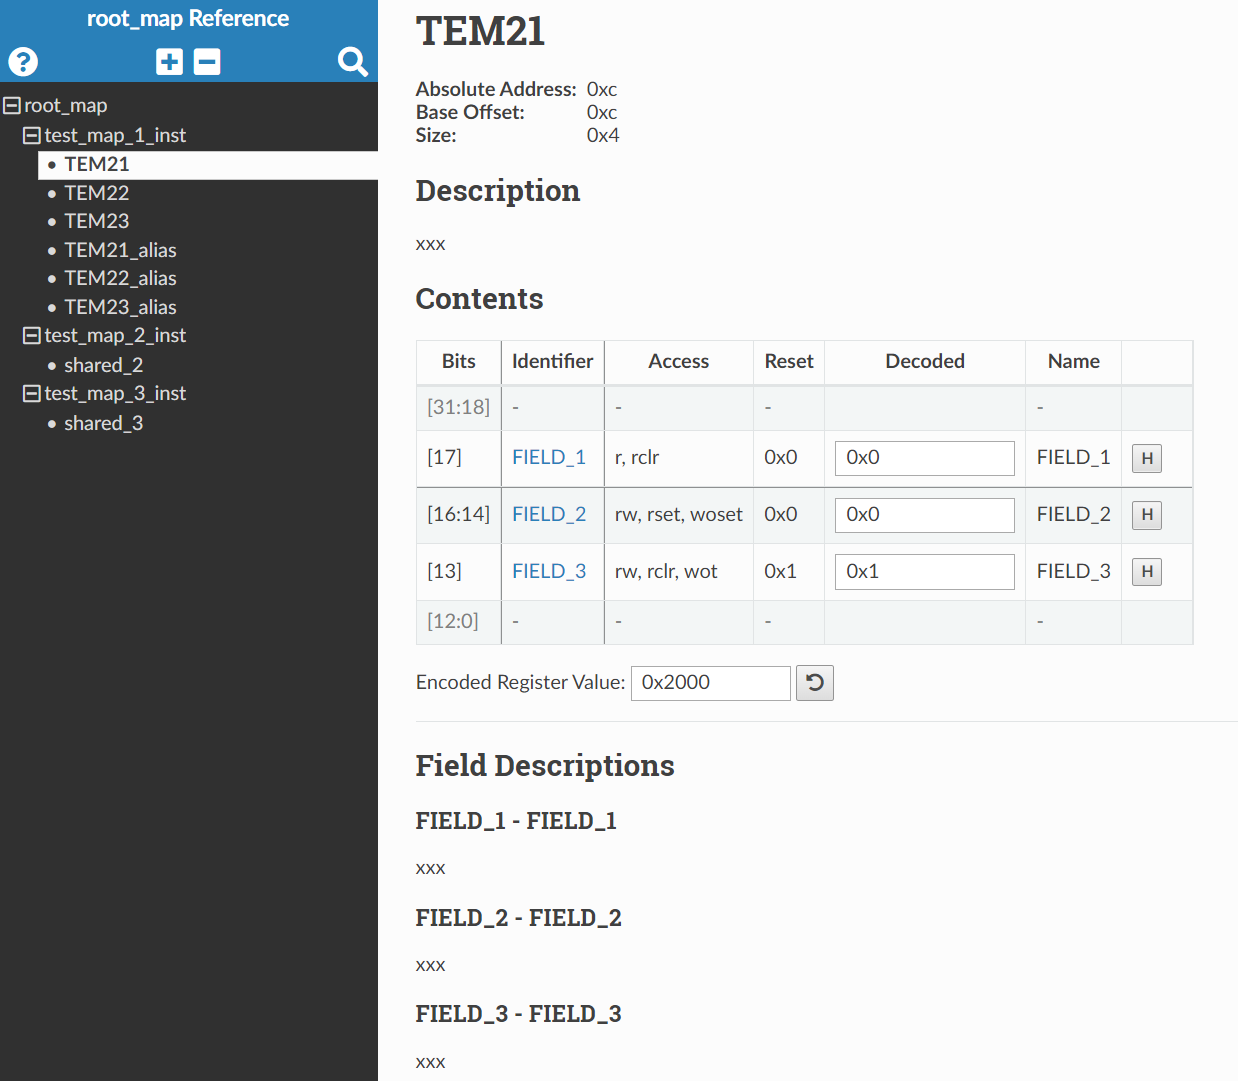 root_map Reference
root_map
test_map_1_inst
TEM21
TEM22
TEM23
TEM21_alias
TEM22_alias
TEM23_alias
test_map_2_inst
shared_2
test_map_3_inst
shared_3
TEM21
Absolute Address: 0xc
Base Offset: 0xc
Size: 0x4
Description
xxx
Contents
Bits Identifier Access Reset Decoded Name
[31:18] - - - -
[17] FIELD_1 r, rclr 0x0 0x0 FIELD_1 H
[16:14] FIELD_2 rw, rset, woset 0x0 0x0 FIELD_2 H
[13] FIELD_3 rw, rclr, wot 0x1 0x1 FIELD_3 H
[12:0] - - - -
Encoded Register Value: 0x2000
Field Descriptions
FIELD_1 - FIELD_1
xxx
FIELD_2 - FIELD_2
xxx
FIELD_3 - FIELD_3
xxx